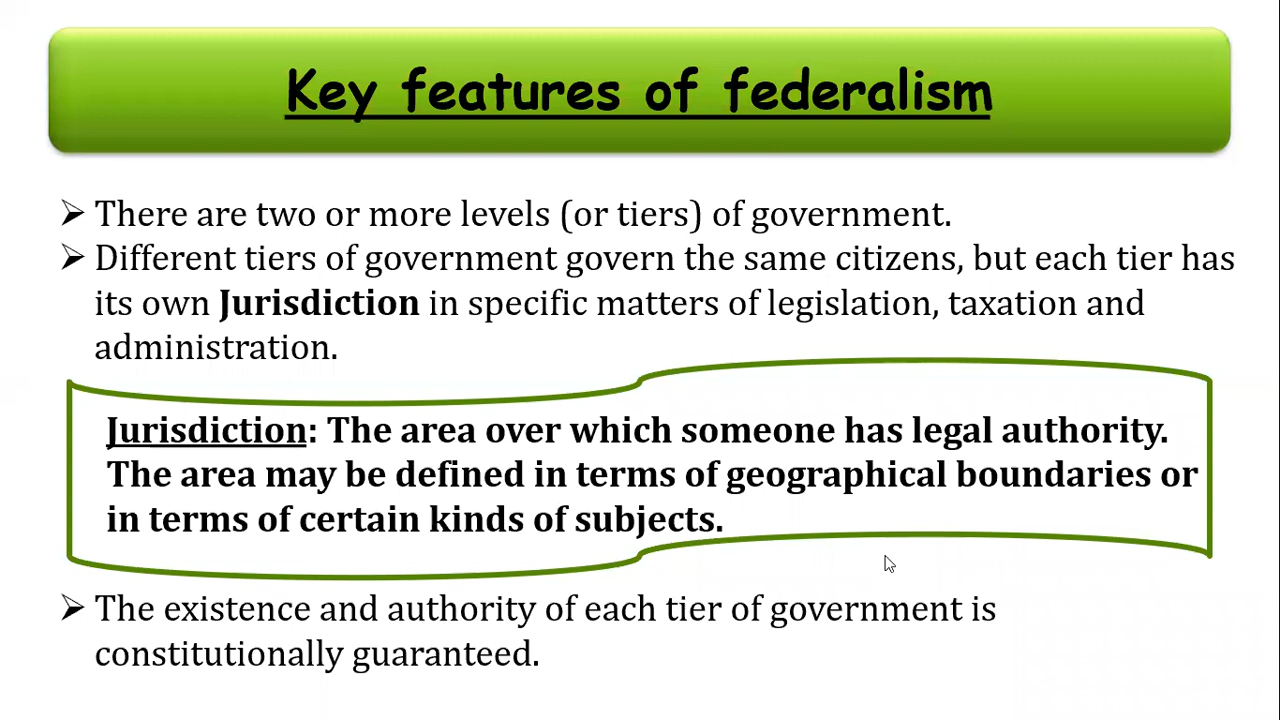 Key features of federalism
➢ There are two or more levels (or tiers) of government.
➢ Different tiers of government govern the same citizens, but each tier has
its own Jurisdiction in specific matters of legislation, taxation and
administration.
Jurisdiction: The area over which someone has legal authority.
The area may be defined in terms of geographical boundaries or
in terms of certain kinds of subjects.
➢ The existence and authority of each tier of government is
constitutionally guaranteed.